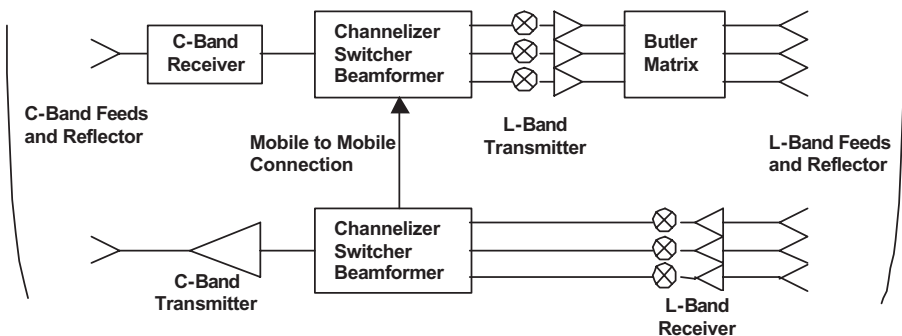 C-Band
Receiver
Channelizer
Switcher
Beamformer
Butler
Matrix
C-Band Feeds
and Reflector
Mobile to Mobile
Connection
L-Band
Transmitter
L-Band Feeds
and Reflector
Channelizer
Switcher
Beamformer
C-Band
Transmitter
L-Band
Receiver